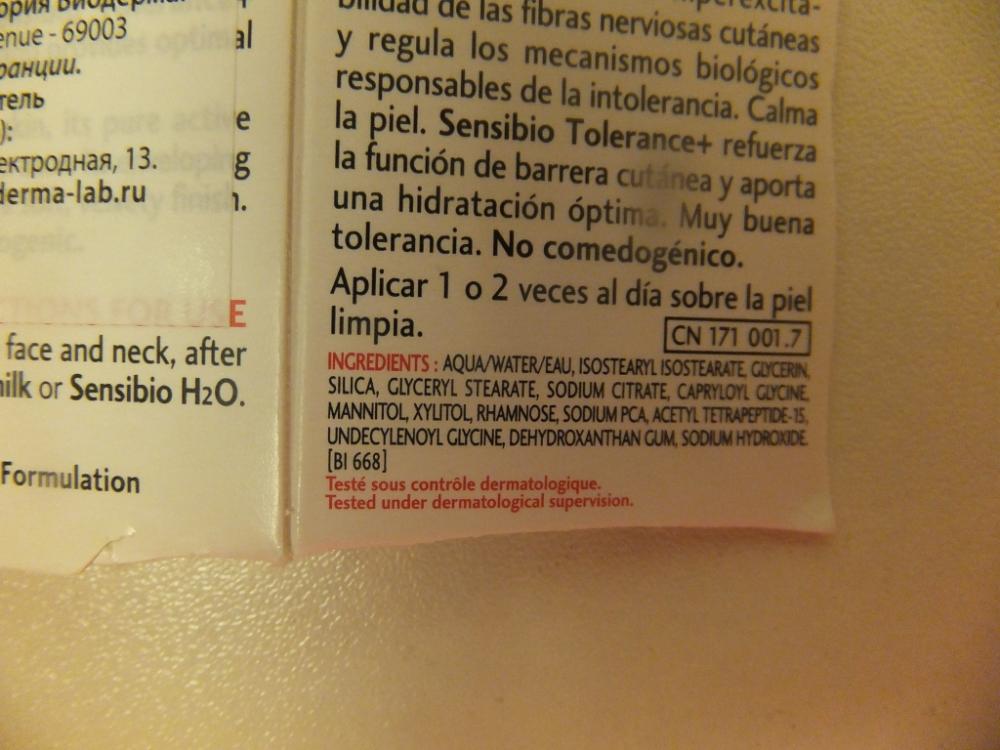 enue - 69003
al
ранции.
тель
e
ектродная, 13.
g
derma-lab.ru
E
face and neck, after
milk or Sensibio H2O.
Formulation
bilidad de las fibras nerviosas cutáneas
y regula los mecanismos biológicos
responsables de la intolerancia. Calma
la piel. Sensibio Tolerance+ refuerza
la función de barrera cutánea y aporta
una hidratación óptima. Muy buena
tolerancia. No comedogénico.
Aplicar 1 o 2 veces al día sobre la piel
limpia.
CN 171 001.7
INGREDIENTS : AQUA/WATER/EAU, ISOSTEARYL ISOSTEARATE, GLYCERIN,
SILICA, GLYCERYL STEARATE, SODIUM CITRATE, CAPRYLOYL GLYCINE,
MANNITOL, XYLITOL, RHAMNOSE, SODIUM PCA, ACETYL TETRAPEPTIDE-15,
UNDECYLENOYL GLYCINE, DEHYDROXANTHAN GUM, SODIUM HYDROXIDE.
[BI 668]
Testé sous contrôle dermatologique.
Tested under dermatological supervision.